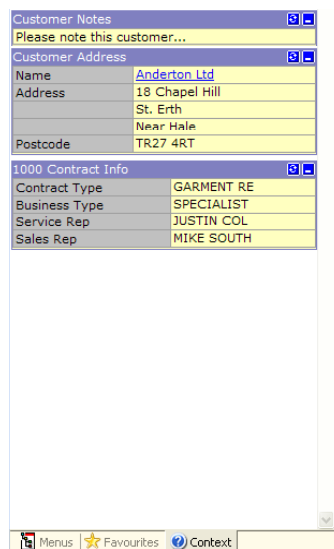 Customer Notes
Please note this customer...
Customer Address
Name Anderton Ltd
Address 18 Chapel Hill
St. Erth
Near Hale
Postcode TR27 4RT
1000 Contract Info
Contract Type GARMENT RE
Business Type SPECIALIST
Service Rep JUSTIN COL
Sales Rep MIKE SOUTH
Menus Favourites Context